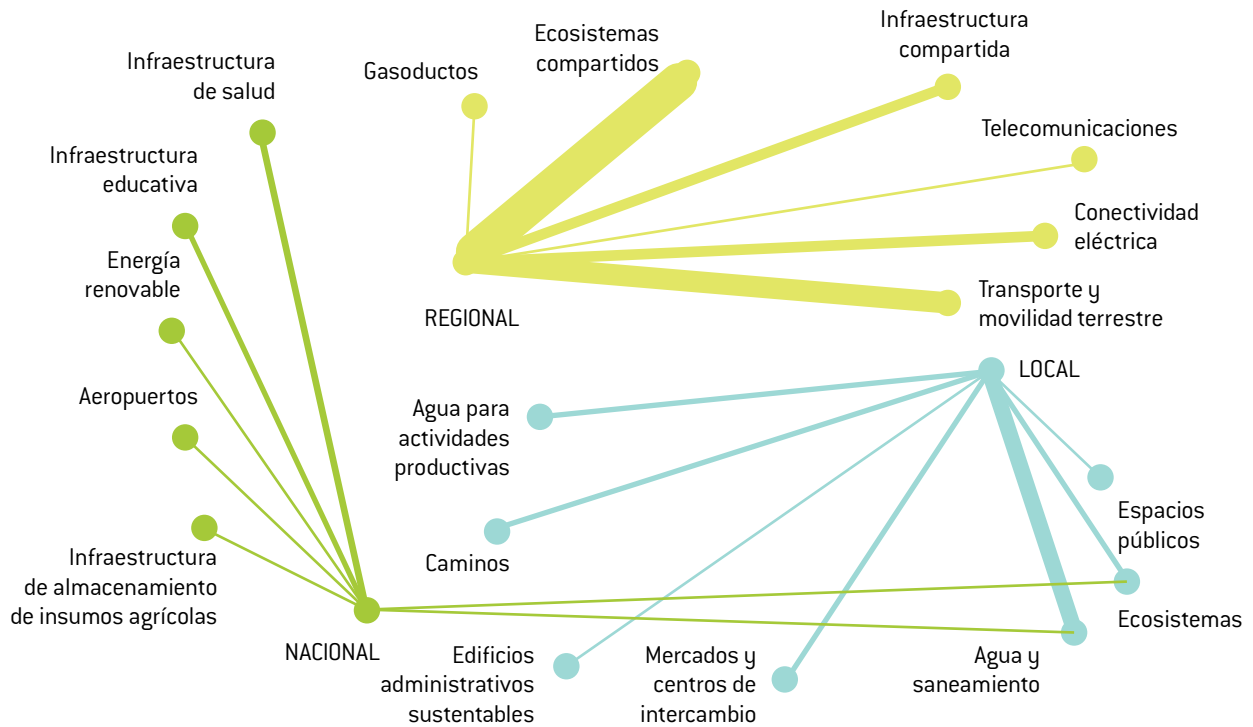 Infraestructura
de salud
Infraestructura
educativa
Energía
renovable
Aeropuertos
Infraestructura
de almacenamiento
de insumos agrícolas
NACIONAL
Gasoductos
Ecosistemas
compartidos
Infraestructura
compartida
Telecomunicaciones
Conectividad
eléctrica
Transporte y
movilidad terrestre
REGIONAL
LOCAL
Agua para
actividades
productivas
Caminos
Edificios
administrativos
sustentables
Mercados y
centros de
intercambio
Agua y
saneamiento
Ecosistemas
Espacios
públicos